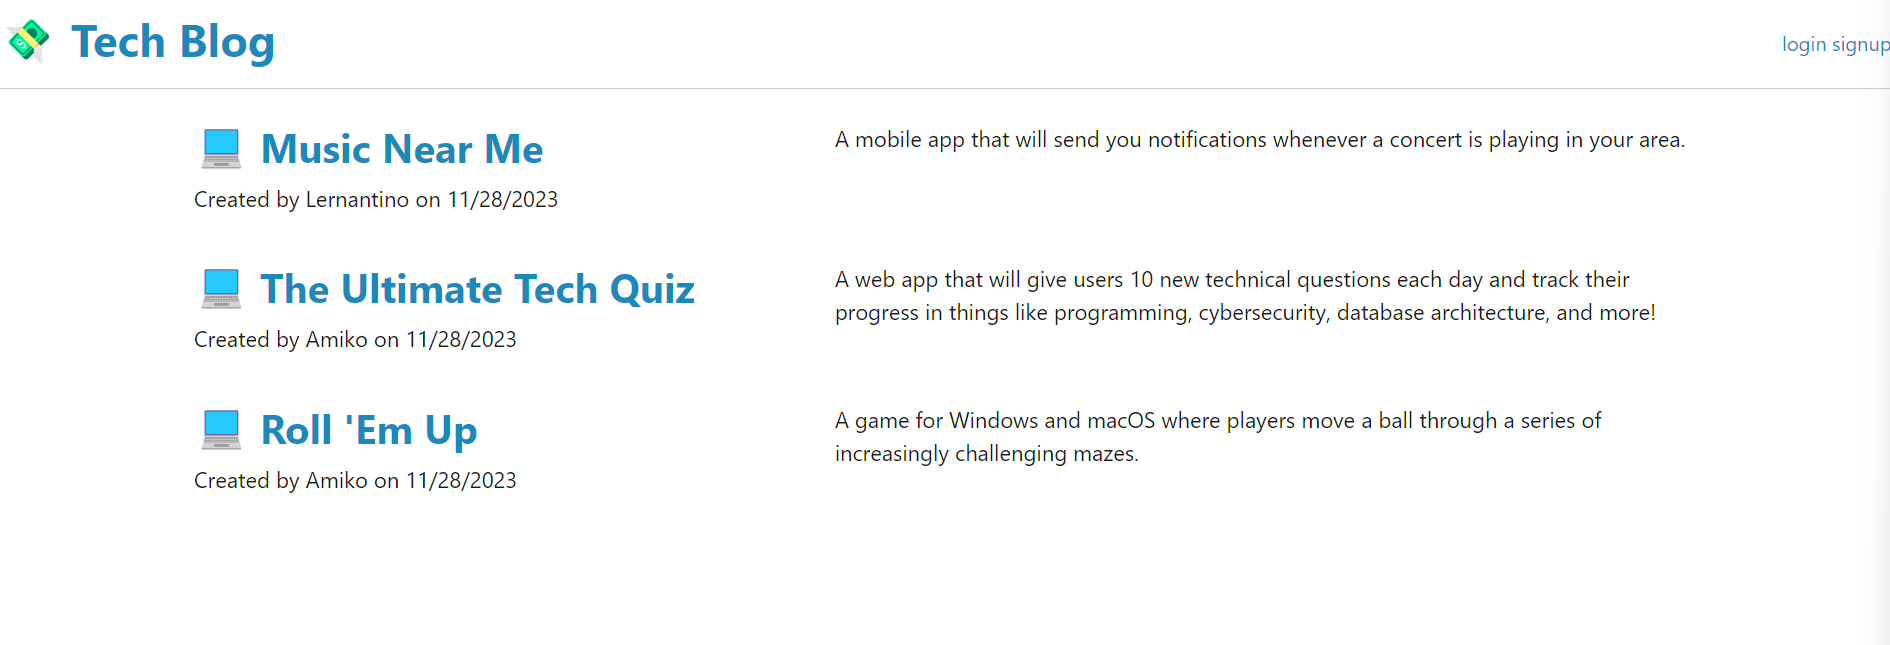 Tech Blog
login signup
Music Near Me
Created by Lernantino on 11/28/2023
A mobile app that will send you notifications whenever a concert is playing in your area.
The Ultimate Tech Quiz
Created by Amiko on 11/28/2023
A web app that will give users 10 new technical questions each day and track their
progress in things like programming, cybersecurity, database architecture, and more!
Roll 'Em Up
Created by Amiko on 11/28/2023
A game for Windows and macOS where players move a ball through a series of
increasingly challenging mazes.